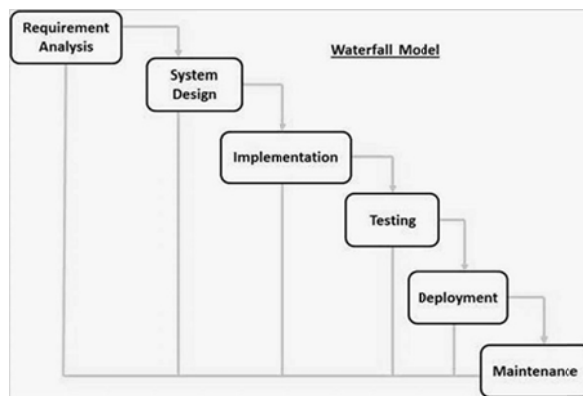 Requirement
Analysis
Waterfall Model
System
Design
Implementation
Testing
Deployment
Maintenance